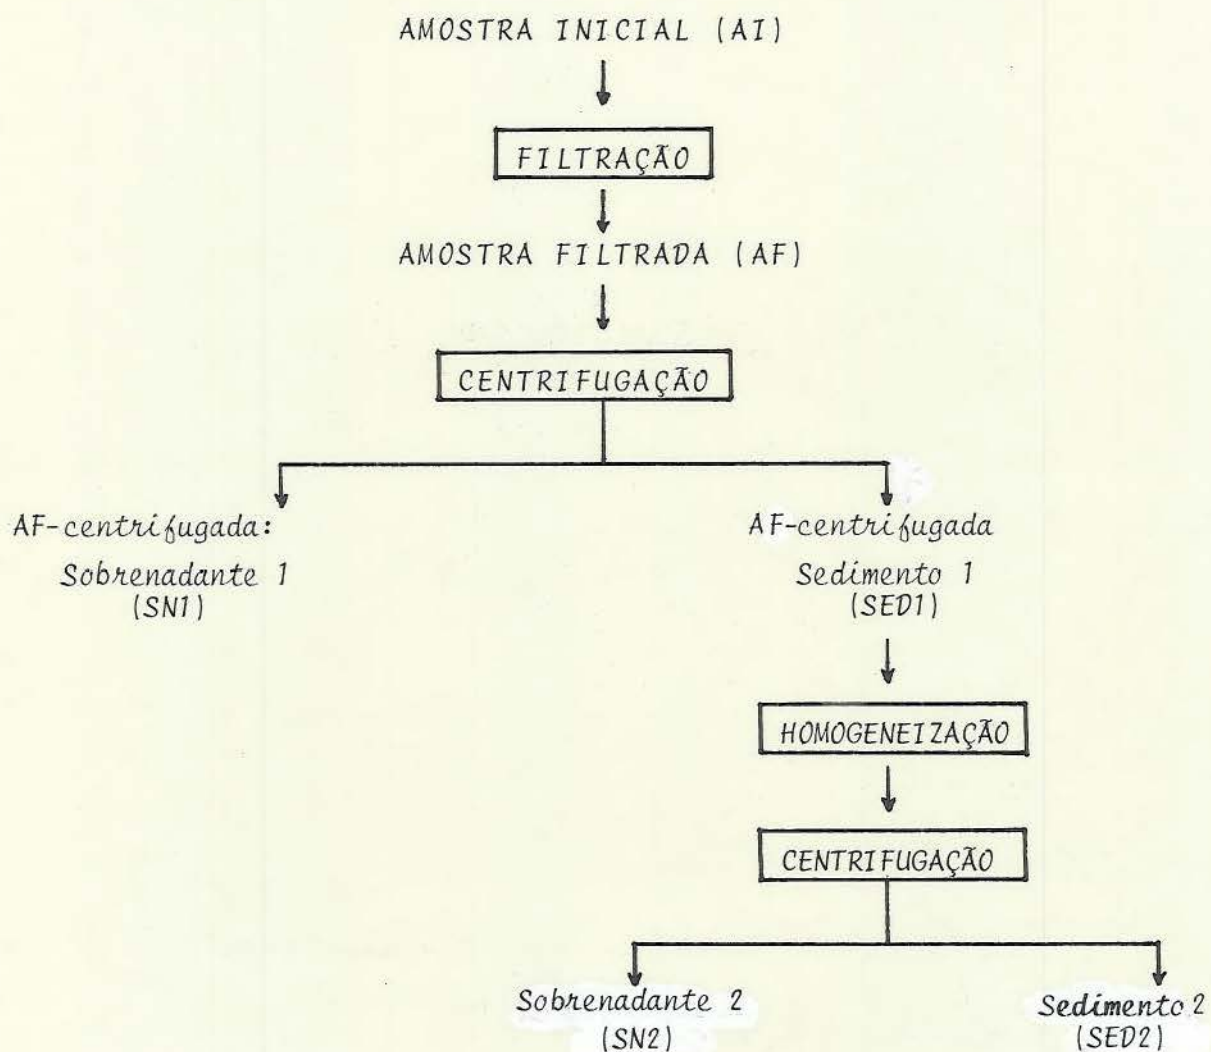 AMOSTRA INICIAL (AI)
FILTRAÇÃO
AMOSTRA FILTRADA (AF)
CENTRIFUGAÇÃO
AF-centrifugada:
Sobrenadante 1
(SN1)
AF-centrifugada
Sedimento 1
(SED1)
HOMOGENEIZAÇÃO
CENTRIFUGAÇÃO
Sobrenadante 2
(SN2)
Sedimento 2
(SED2)